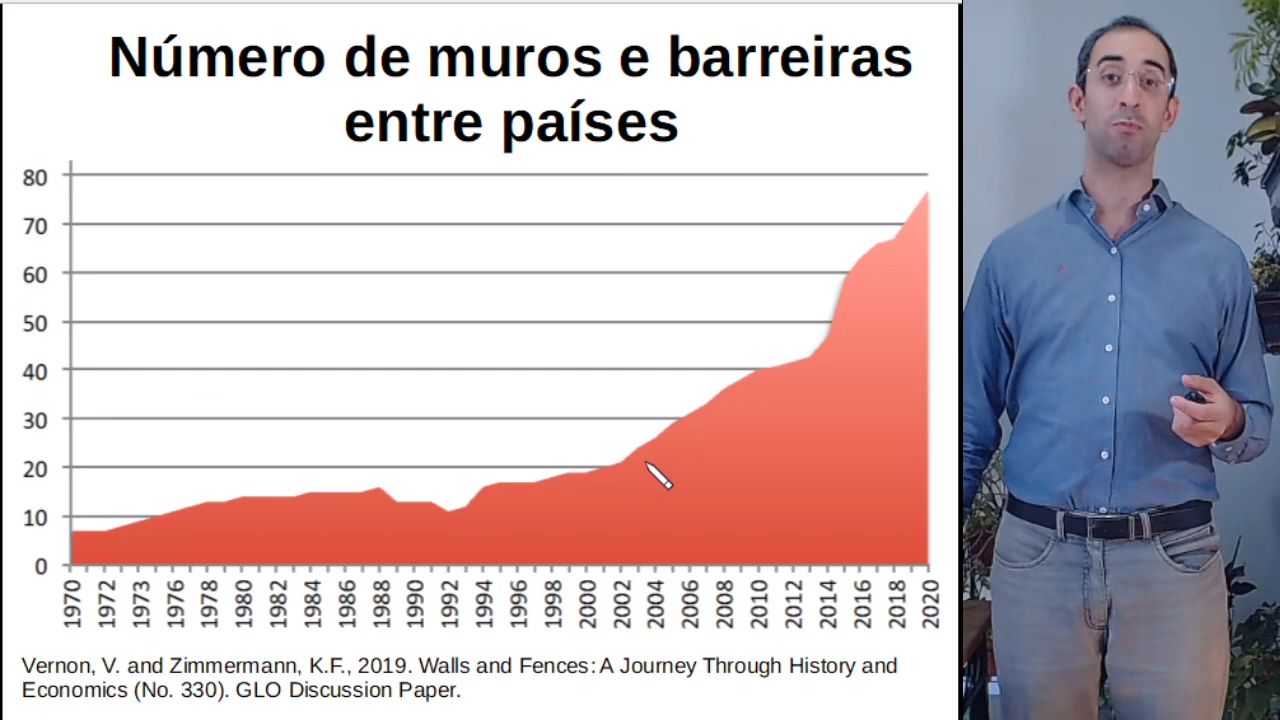 Número de muros e barreiras
entre países
80
70
60
50
40
30
20
10
0
1970 1972 1973 1976 1978 1980 1982 1984 1986 1988 1990 1992 1994 1996 1998 2000 2002 2004 2006 2008 2010 2012 2014 2016 2018 2020
Vernon, V. and Zimmermann, K.F., 2019. Walls and Fences: A Journey Through History and
Economics (No. 330). GLO Discussion Paper.